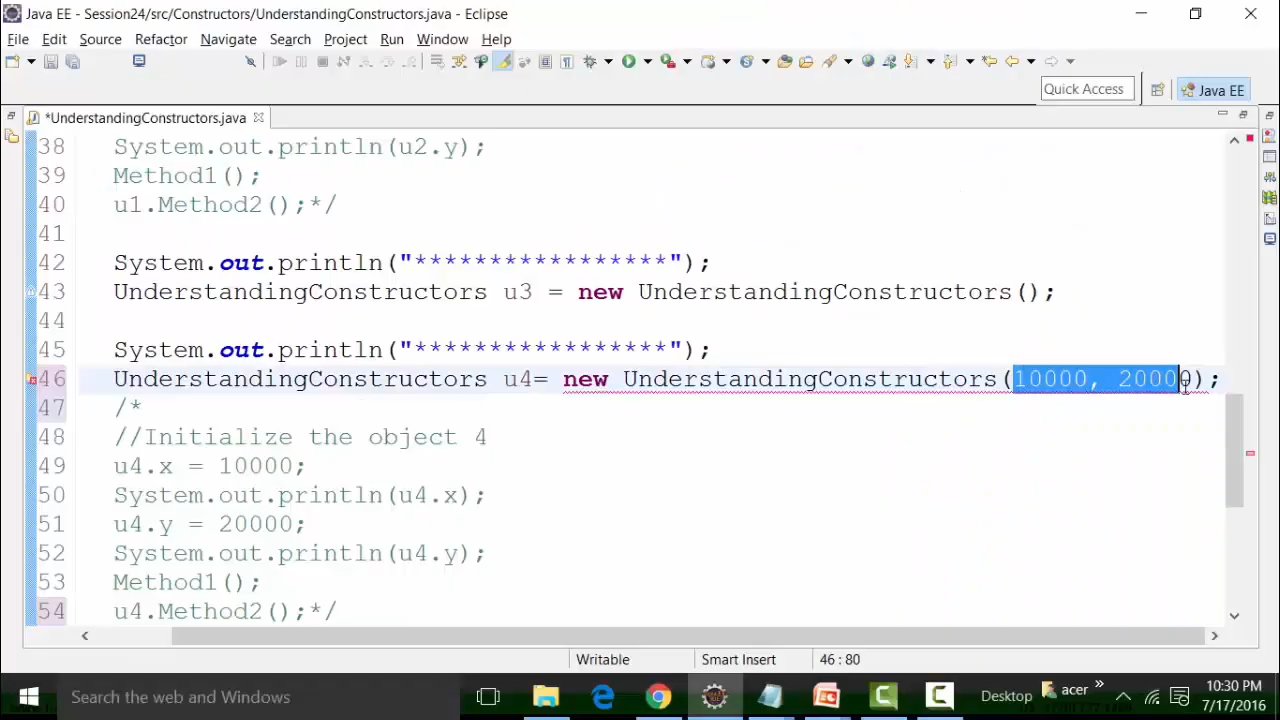 Java EE - Session24/src/Constructors/UnderstandingConstructors.java - Eclipse
File Edit Source Refactor Navigate Search Project Run Window Help
Quick Access
Java EE
*UnderstandingConstructors.java
38 System.out.println(u2.y);
39 Method1();
40 u1.Method2();*/
41
42 System.out.println("*****************");
43 UnderstandingConstructors u3 = new UnderstandingConstructors();
44
45 System.out.println("*****************");
46 UnderstandingConstructors u4= new UnderstandingConstructors(10000, 20000);
47 /*
48 //Initialize the object 4
49 u4.x = 10000;
50 System.out.println(u4.x);
51 u4.y = 20000;
52 System.out.println(u4.y);
53 Method1();
54 u4.Method2();*/
Writable Smart Insert 46 : 80
Search the web and Windows
Desktop
acer
10:30 PM
7/17/2016